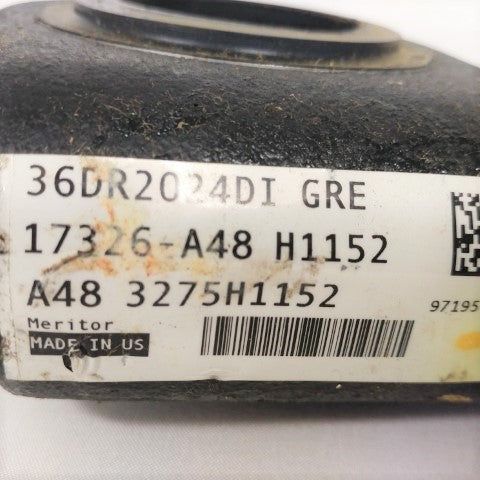 36DR2024DI GRE
17326-A48 H1152
A48 3275H1152
97195
Meritor
MADE IN US